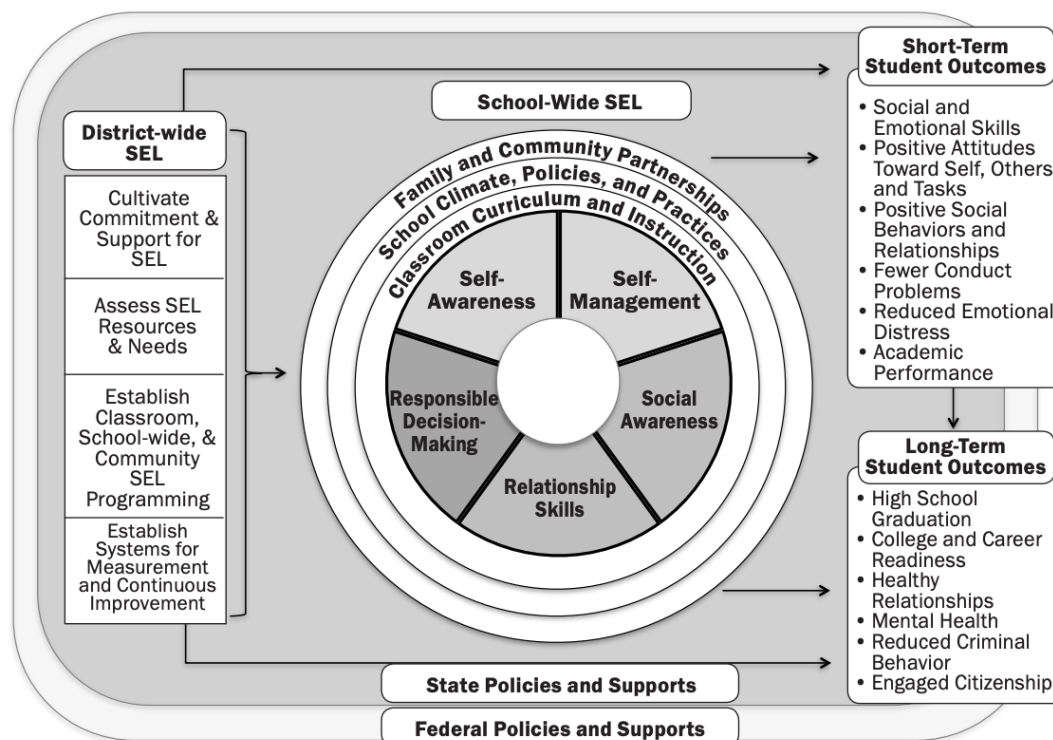 District-wide
SEL
Cultivate
Commitment &
Support for
SEL
Assess SEL
Resources
& Needs
Establish
Classroom,
School-wide, &
Community
SEL
Programming
Establish
Systems for
Measurement
and Continuous
Improvement
School-Wide SEL
Family and Community Partnerships
School Climate, Policies, and Practices
Classroom Curriculum and Instruction
Self-
Awareness
Self-
Management
Social
Awareness
Relationship
Skills
Responsible
Decision-
Making
Short-Term
Student Outcomes
• Social and
Emotional Skills
• Positive Attitudes
Toward Self, Others
and Tasks
• Positive Social
Behaviors and
Relationships
• Fewer Conduct
Problems
• Reduced Emotional
Distress
• Academic
Performance
Long-Term
Student Outcomes
• High School
Graduation
• College and Career
Readiness
• Healthy
Relationships
• Mental Health
• Reduced Criminal
Behavior
• Engaged Citizenship
State Policies and Supports
Federal Policies and Supports